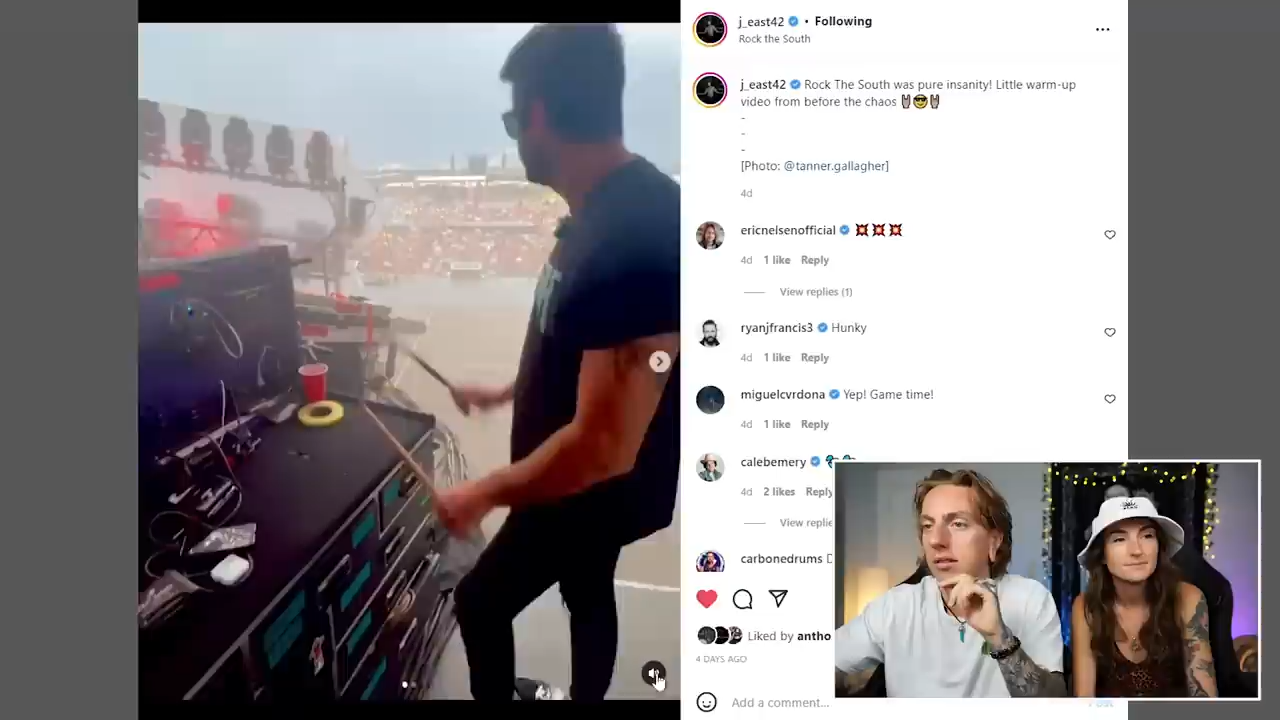 j_east42 • Following
Rock the South
j_east42 Rock The South was pure insanity! Little warm-up
video from before the chaos 🤘😎🤘
-
-
-
[Photo: @tanner.gallagher]
4d
ericnelsenofficial 💥💥💥
4d 1 like Reply
View replies (1)
ryanjfrancis3 Hunky
4d 1 like Reply
miguelcvrdona Yep! Game time!
4d 1 like Reply
calebemery
4d 2 likes Reply
View replie
carbonedrums
Liked by antho
4 DAYS AGO
Add a comment...
Post